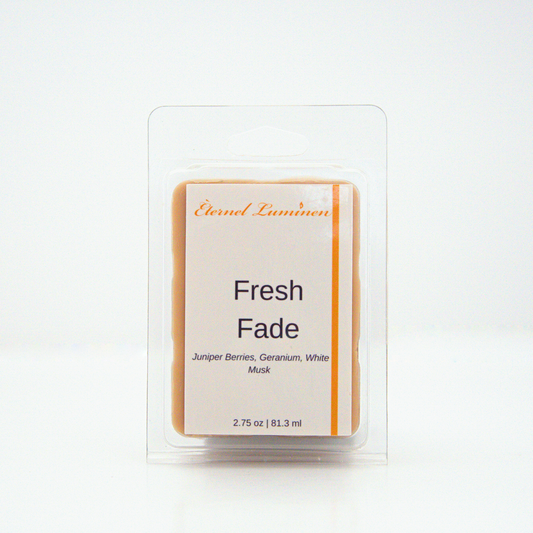 Èternel Luminen
Fresh
Fade
Juniper Berries, Geranium, White
Musk
2.75 oz | 81.3 ml